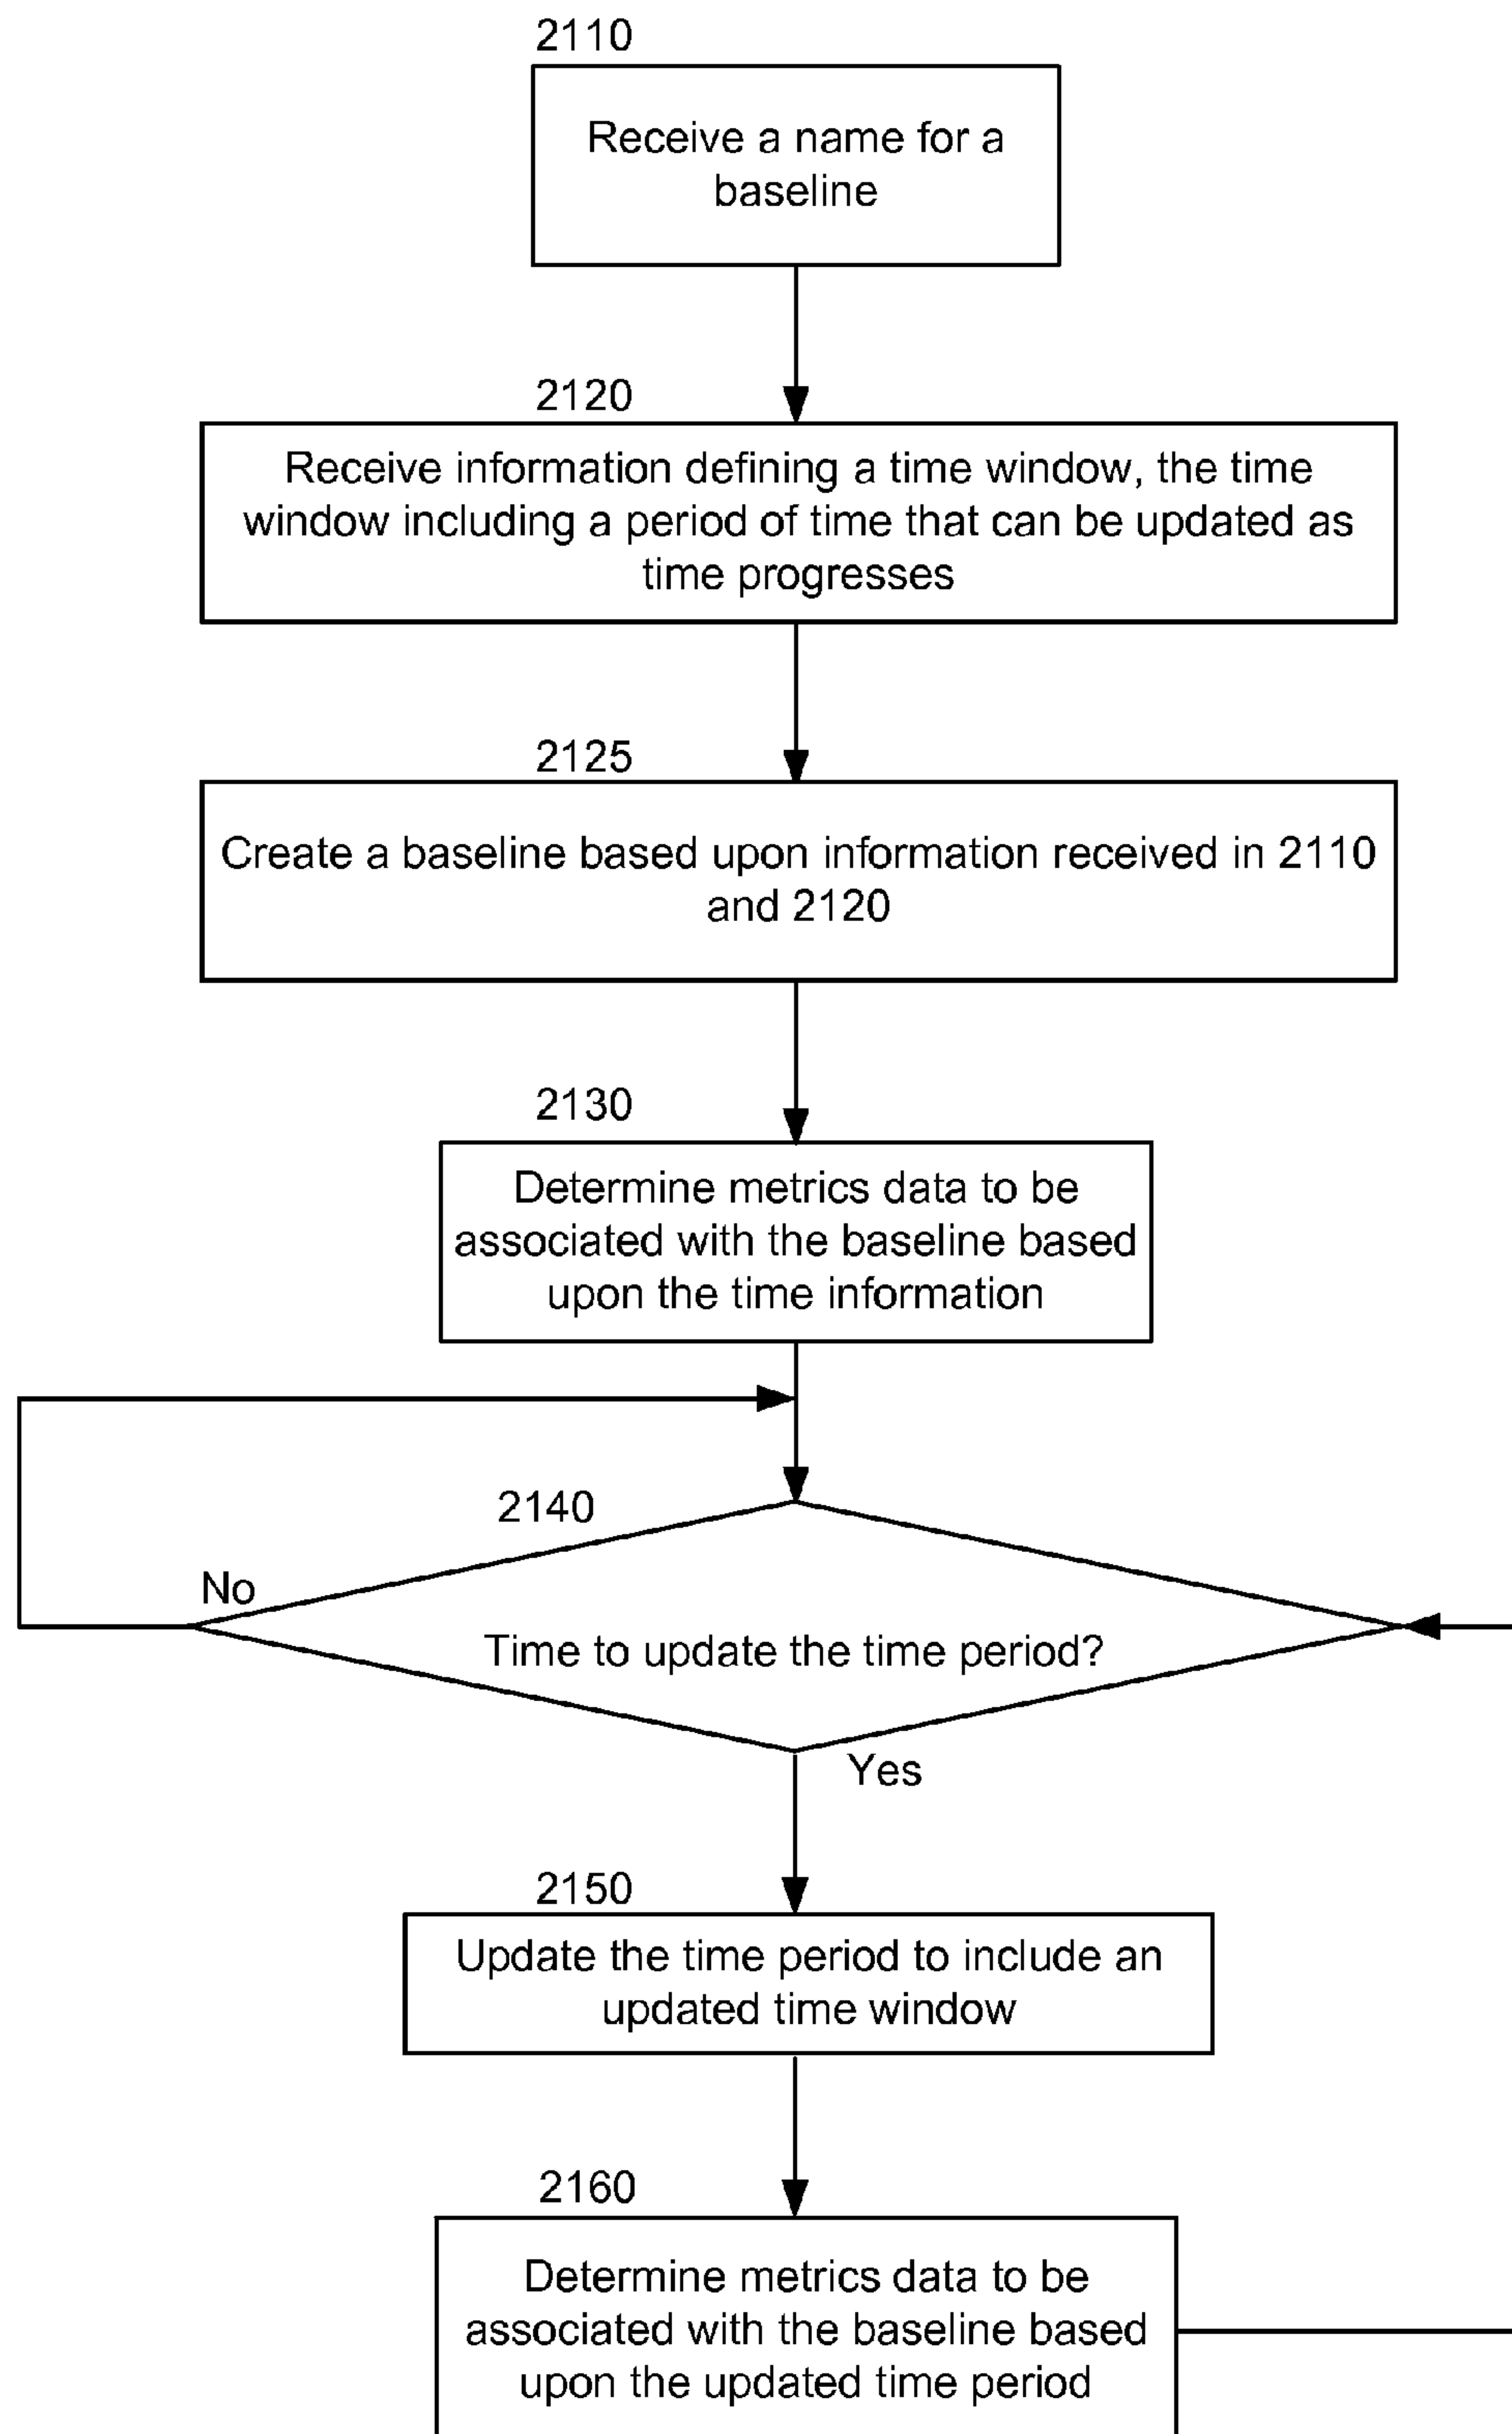 2110
Receive a name for a
baseline
2120
Receive information defining a time window, the time
window including a period of time that can be updated as
time progresses
2125
Create a baseline based upon information received in 2110
and 2120
2130
Determine metrics data to be
associated with the baseline based
upon the time information
2140
No
Time to update the time period?
Yes
2150
Update the time period to include an
updated time window
2160
Determine metrics data to be
associated with the baseline based
upon the updated time period